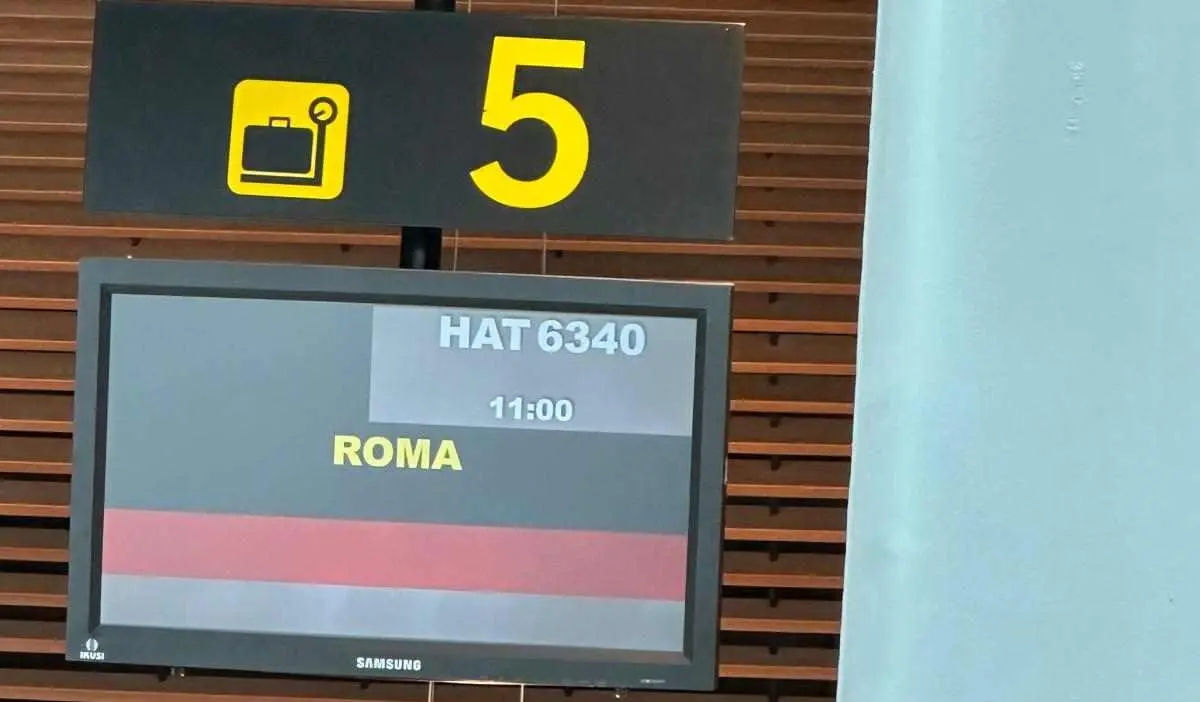 5
HAT 6340
11:00
ROMA
IKUSI
SAMSUNG